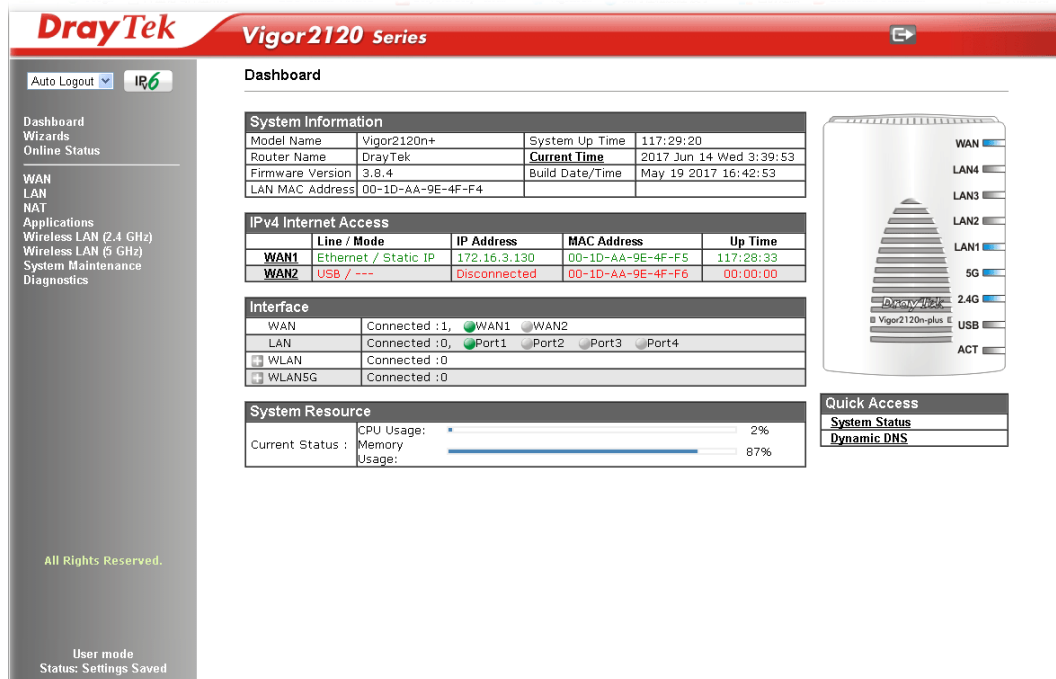 DrayTek
Vigor2120 Series
Auto Logout
IPv6
Dashboard
Wizards
Online Status
WAN
LAN
NAT
Applications
Wireless LAN (2.4 GHz)
Wireless LAN (5 GHz)
System Maintenance
Diagnostics
All Rights Reserved.
User mode
Status: Settings Saved
Dashboard
System Information
Model Name Vigor2120n+ System Up Time 117:29:20
Router Name DrayTek Current Time 2017 Jun 14 Wed 3:39:53
Firmware Version 3.8.4 Build Date/Time May 19 2017 16:42:53
LAN MAC Address 00-1D-AA-9E-4F-F4
IPv4 Internet Access
Line / Mode IP Address MAC Address Up Time
WAN1 Ethernet / Static IP 172.16.3.130 00-1D-AA-9E-4F-F5 117:28:33
WAN2 USB / --- Disconnected 00-1D-AA-9E-4F-F6 00:00:00
Interface
WAN Connected :1, WAN1 WAN2
LAN Connected :0, Port1 Port2 Port3 Port4
WLAN Connected :0
WLAN5G Connected :0
System Resource
Current Status :
CPU Usage: 2%
Memory
Usage: 87%
WAN
LAN4
LAN3
LAN2
LAN1
5G
2.4G
USB
ACT
DrayTek
Vigor2120n-plus
Quick Access
System Status
Dynamic DNS